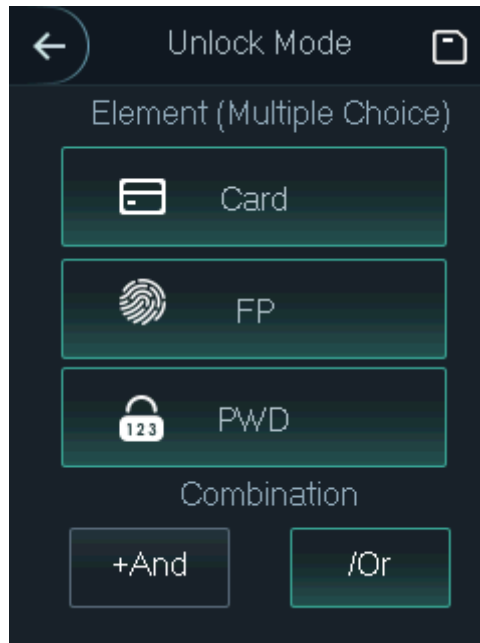 Unlock Mode
Element (Multiple Choice)
Card
FP
123
PWD
Combination
+And /Or